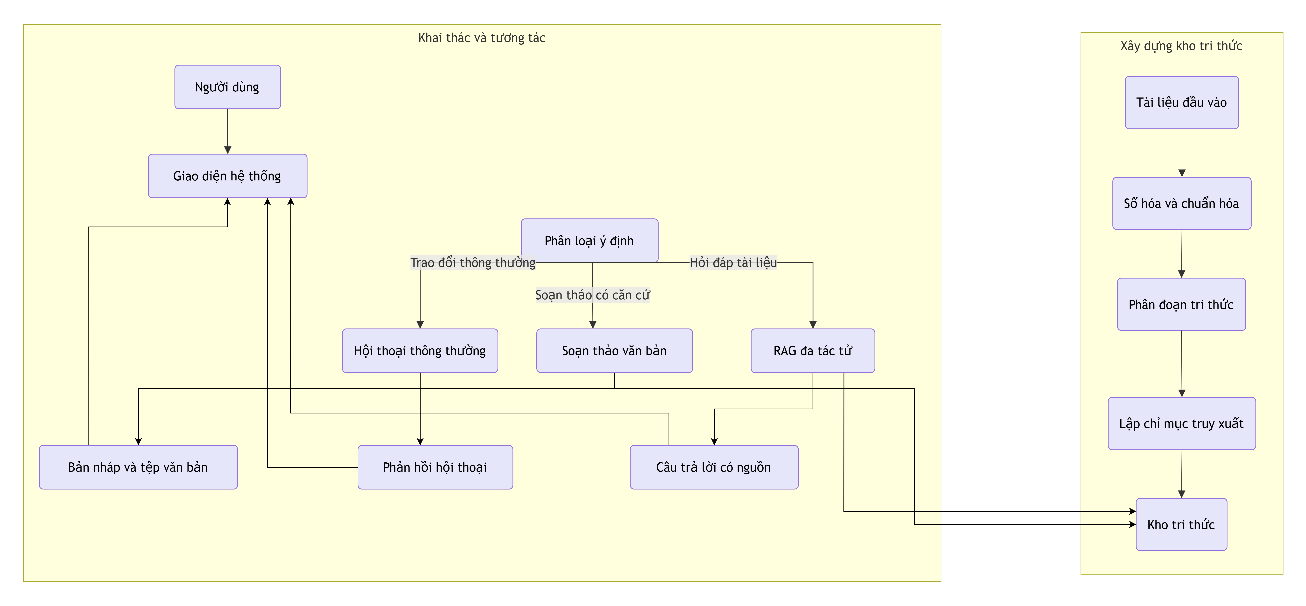 Khai thác và tương tác
Người dùng
Giao diện hệ thống
Phân loại ý định
Trao đổi thông thường
Hỏi đáp tài liệu
Soạn thảo có căn cứ
Hội thoại thông thường
Soạn thảo văn bản
RAG đa tác tử
Bản nháp và tệp văn bản
Phản hồi hội thoại
Câu trả lời có nguồn
Xây dựng kho tri thức
Tài liệu đầu vào
Số hóa và chuẩn hóa
Phân đoạn tri thức
Lập chỉ mục truy xuất
Kho tri thức